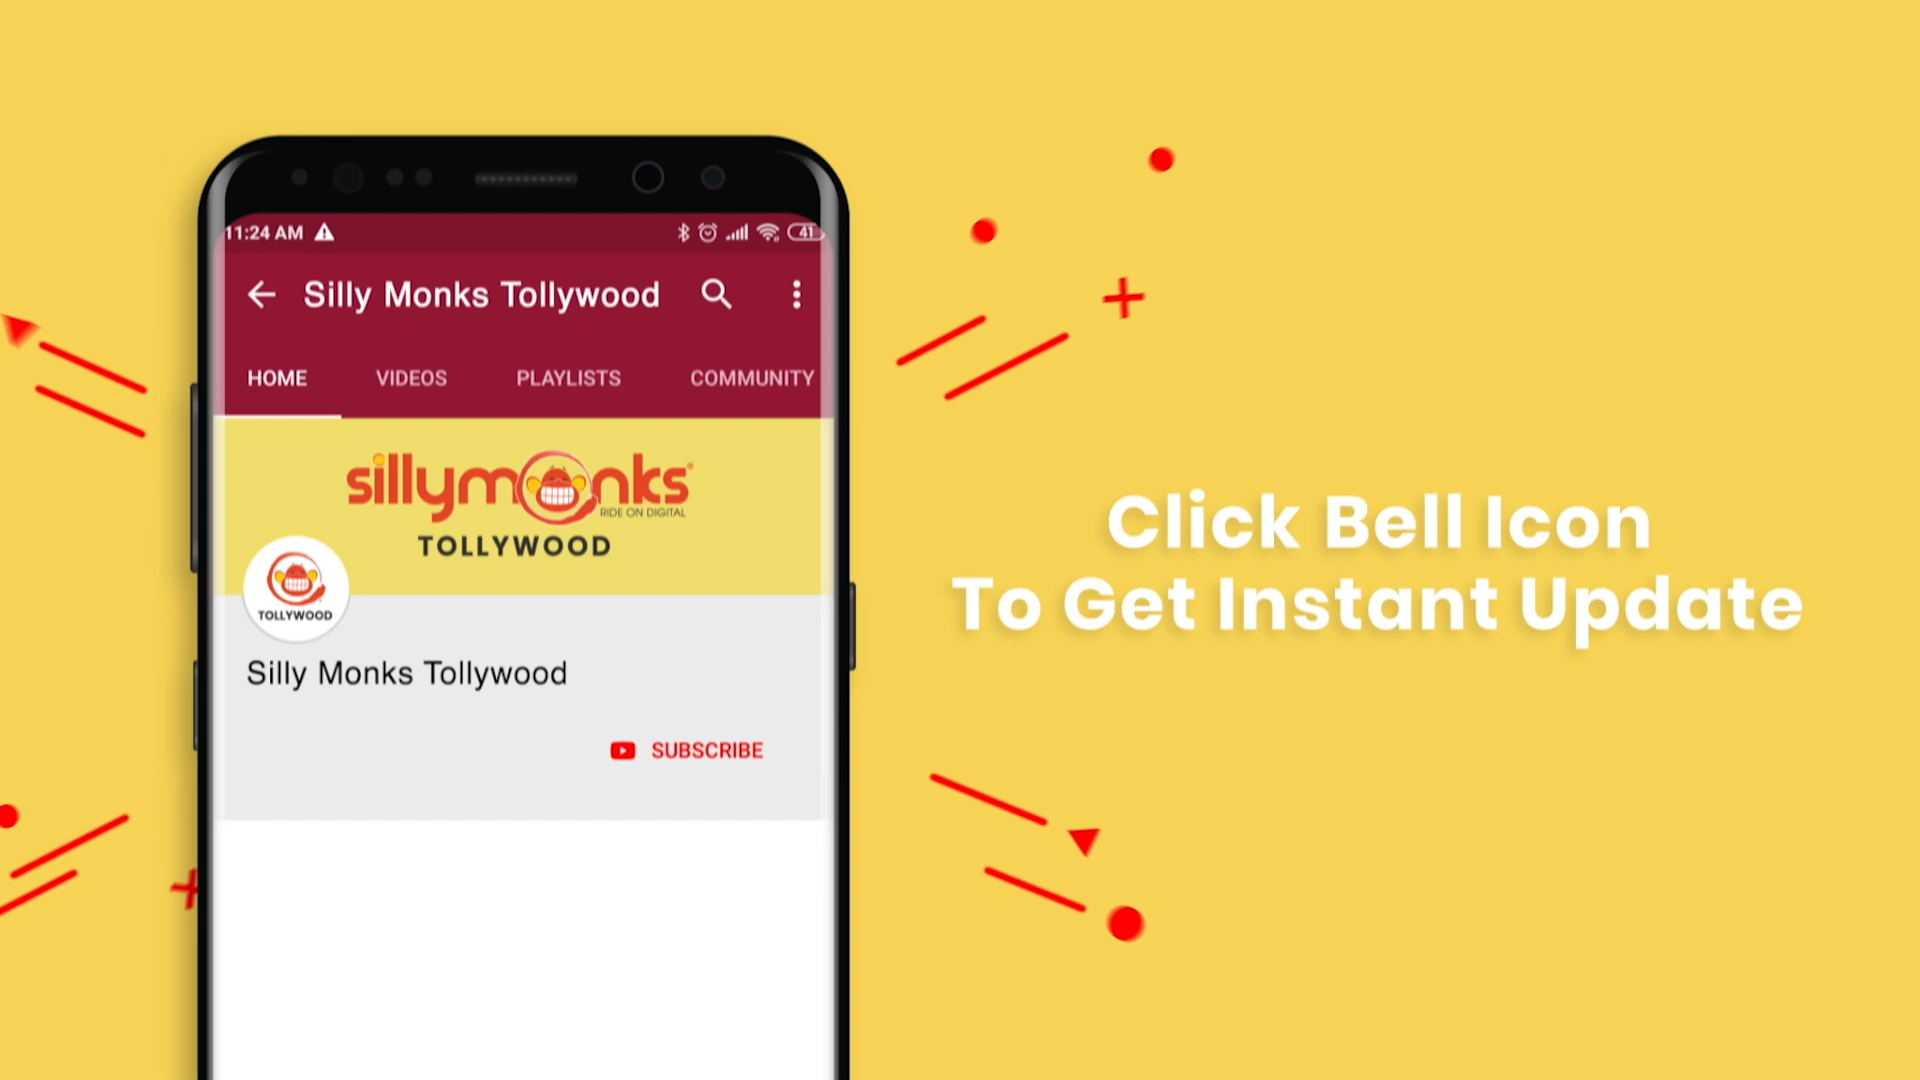 11:24 AM
41
Silly Monks Tollywood
HOME
VIDEOS
PLAYLISTS
COMMUNITY
sillymonks
RIDE ON DIGITAL
TOLLYWOOD
TOLLYWOOD
Silly Monks Tollywood
SUBSCRIBE
Click Bell Icon
To Get Instant Update